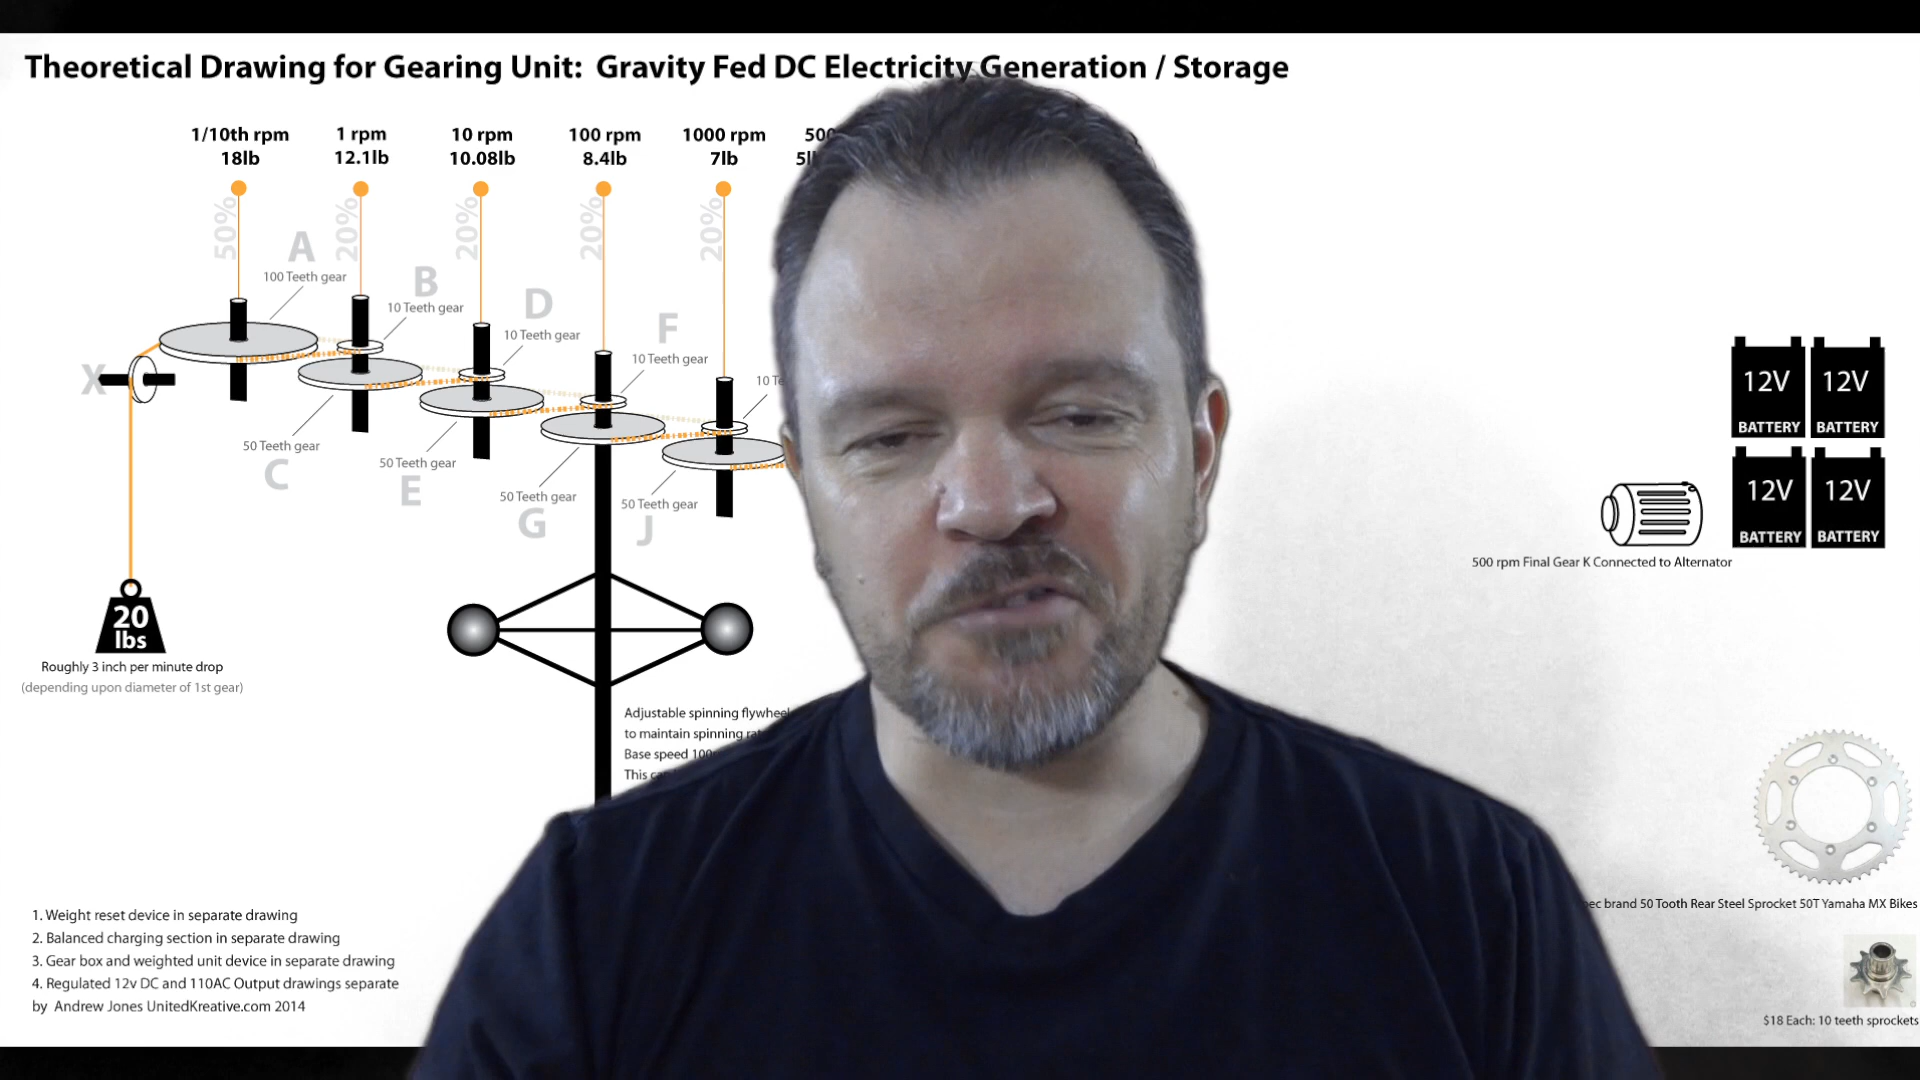 Theoretical Drawing for Gearing Unit: Gravity Fed DC Electricity Generation / Storage
1/10th rpm
18lb
1 rpm
12.1lb
10 rpm
10.08lb
100 rpm
8.4lb
1000 rpm
7lb
50%
20%
20%
20%
20%
A
100 Teeth gear
B
10 Teeth gear
D
10 Teeth gear
F
10 Teeth gear
X
50 Teeth gear
C
50 Teeth gear
E
50 Teeth gear
G
50 Teeth gear
J
20
lbs
Roughly 3 inch per minute drop
(depending upon diameter of 1st gear)
Adjustable spinning flywheel
to maintain spinning
Base speed
This
12V
BATTERY
12V
BATTERY
12V
BATTERY
12V
BATTERY
500 rpm Final Gear K Connected to Alternator
brand 50 Tooth Rear Steel Sprocket 50T Yamaha MX Bikes
$18 Each: 10 teeth sprockets
1. Weight reset device in separate drawing
2. Balanced charging section in separate drawing
3. Gear box and weighted unit device in separate drawing
4. Regulated 12v DC and 110AC Output drawings separate
by Andrew Jones UnitedKreative.com 2014